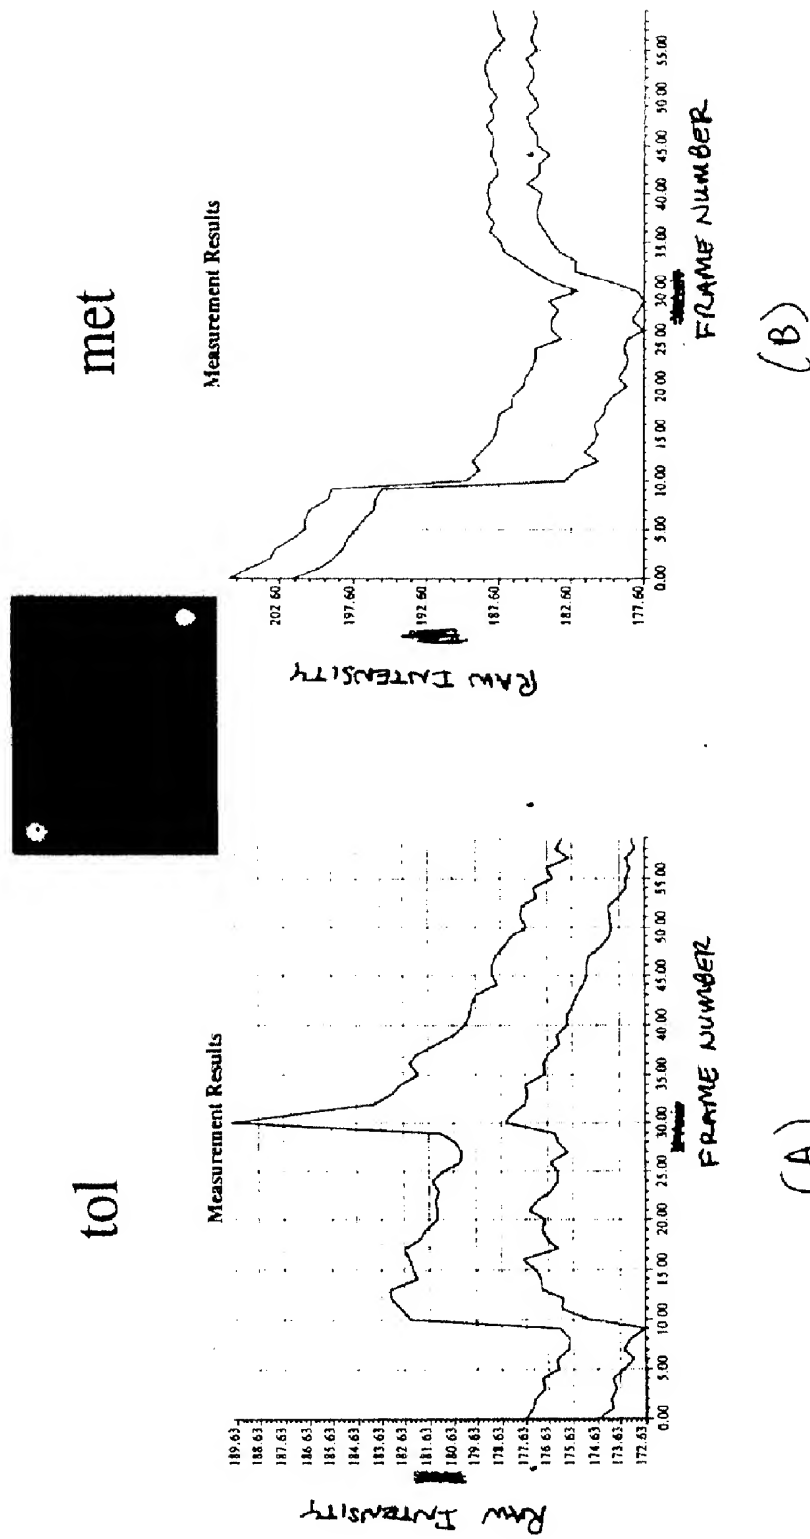 tol
Measurement Results
RAW INTENSITY
189.63
188.63
187.63
186.63
185.63
184.63
183.63
182.63
181.63
180.63
179.63
178.63
177.63
176.63
175.63
174.63
173.63
172.63
0.00 5.00 10.00 15.00 20.00 25.00 30.00 35.00 40.00 45.00 50.00 55.00
FRAME NUMBER
(A)
met
Measurement Results
RAW INTENSITY
202.60
197.60
192.60
187.60
182.60
177.60
0.00 5.00 10.00 15.00 20.00 25.00 30.00 35.00 40.00 45.00 50.00 55.00
FRAME NUMBER
(B)